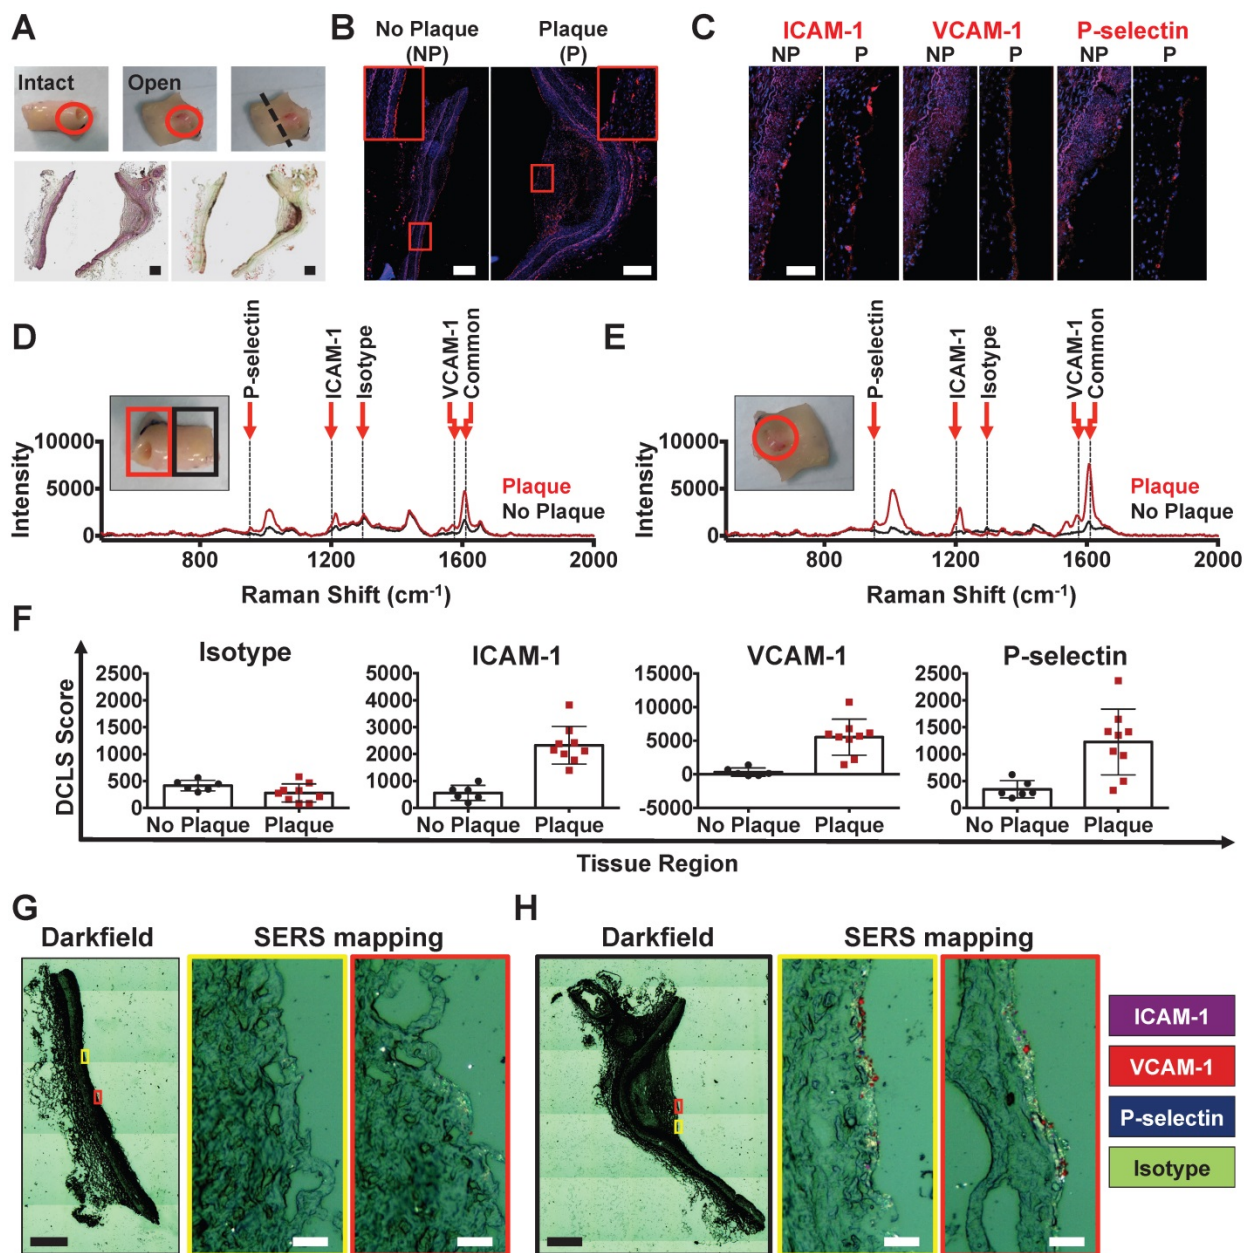 A
Intact
Open
B
No Plaque
(NP)
Plaque
(P)
C
ICAM-1
VCAM-1
P-selectin
NP
P
NP
P
NP
P
D
P-selectin
ICAM-1
Isotype
VCAM-1
Common
10000
5000
0
Intensity
Plaque
No Plaque
800
1200
1600
2000
Raman Shift (cm⁻¹)
E
P-selectin
ICAM-1
Isotype
VCAM-1
Common
10000
5000
0
Intensity
Plaque
No Plaque
800
1200
1600
2000
Raman Shift (cm⁻¹)
F
DCLS Score
Isotype
2500
2000
1500
1000
500
0
No Plaque
Plaque
ICAM-1
5000
4000
3000
2000
1000
0
No Plaque
Plaque
VCAM-1
15000
10000
5000
0
-5000
No Plaque
Plaque
P-selectin
2500
2000
1500
1000
500
0
No Plaque
Plaque
Tissue Region
G
Darkfield
SERS mapping
H
Darkfield
SERS mapping
ICAM-1
VCAM-1
P-selectin
Isotype